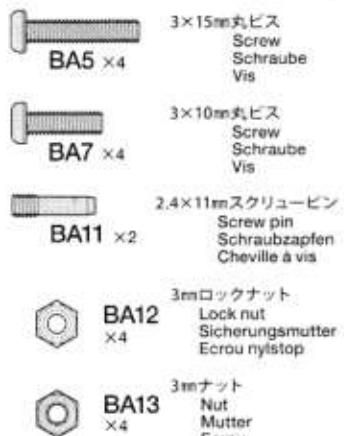 3×15mm丸ビス
Screw
Schraube
Vis
BA5 ×4
3×10mm丸ビス
Screw
Schraube
Vis
BA7 ×4
2.4×11mmスクリューピン
Screw pin
Schraubzapfen
Cheville à vis
BA11 ×2
3mmロックナット
Lock nut
Sicherungsmutter
Ecrou nylstop
BA12
×4
3mmナット
Nut
Mutter
BA13
×4